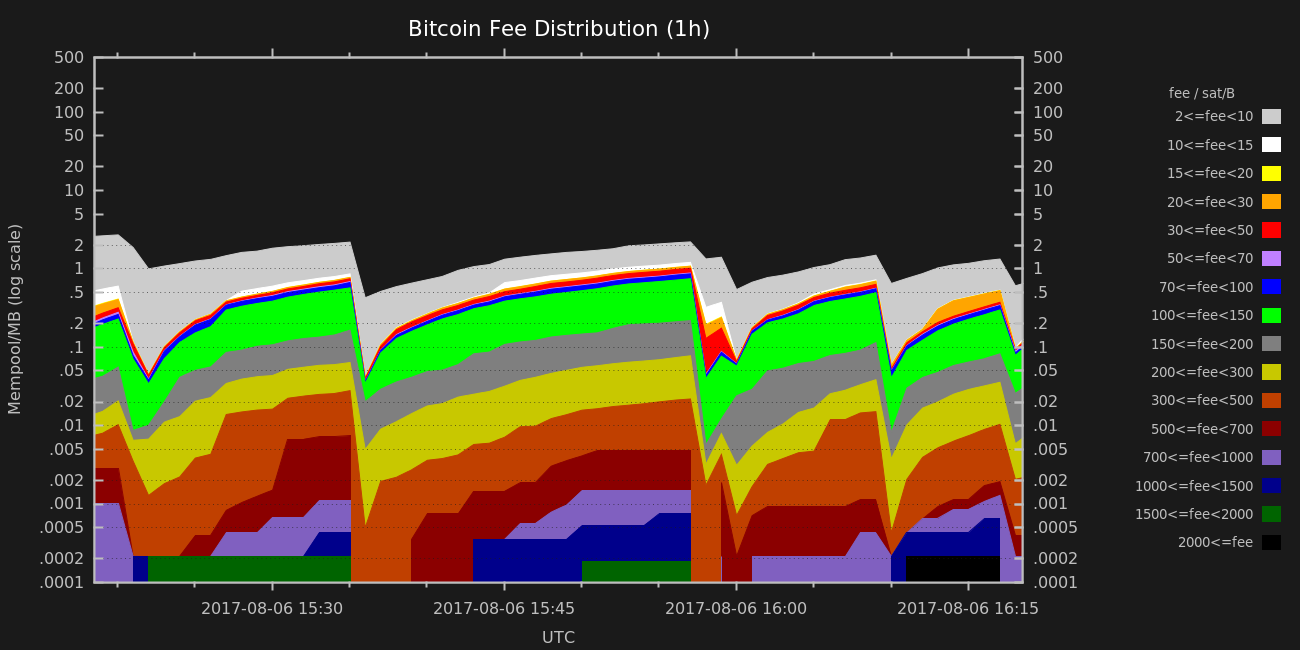 Bitcoin Fee Distribution (1h)
Mempool/MB (log scale)
500
200
100
50
20
10
5
2
1
.5
.2
.1
.05
.02
.01
.005
.002
.001
.0005
.0002
.0001
500
200
100
50
20
10
5
2
1
.5
.2
.1
.05
.02
.01
.005
.002
.001
.0005
.0002
.0001
2017-08-06 15:30
2017-08-06 15:45
2017-08-06 16:00
2017-08-06 16:15
UTC
fee / sat/B
2<=fee<10
10<=fee<15
15<=fee<20
20<=fee<30
30<=fee<50
50<=fee<70
70<=fee<100
100<=fee<150
150<=fee<200
200<=fee<300
300<=fee<500
500<=fee<700
700<=fee<1000
1000<=fee<1500
1500<=fee<2000
2000<=fee